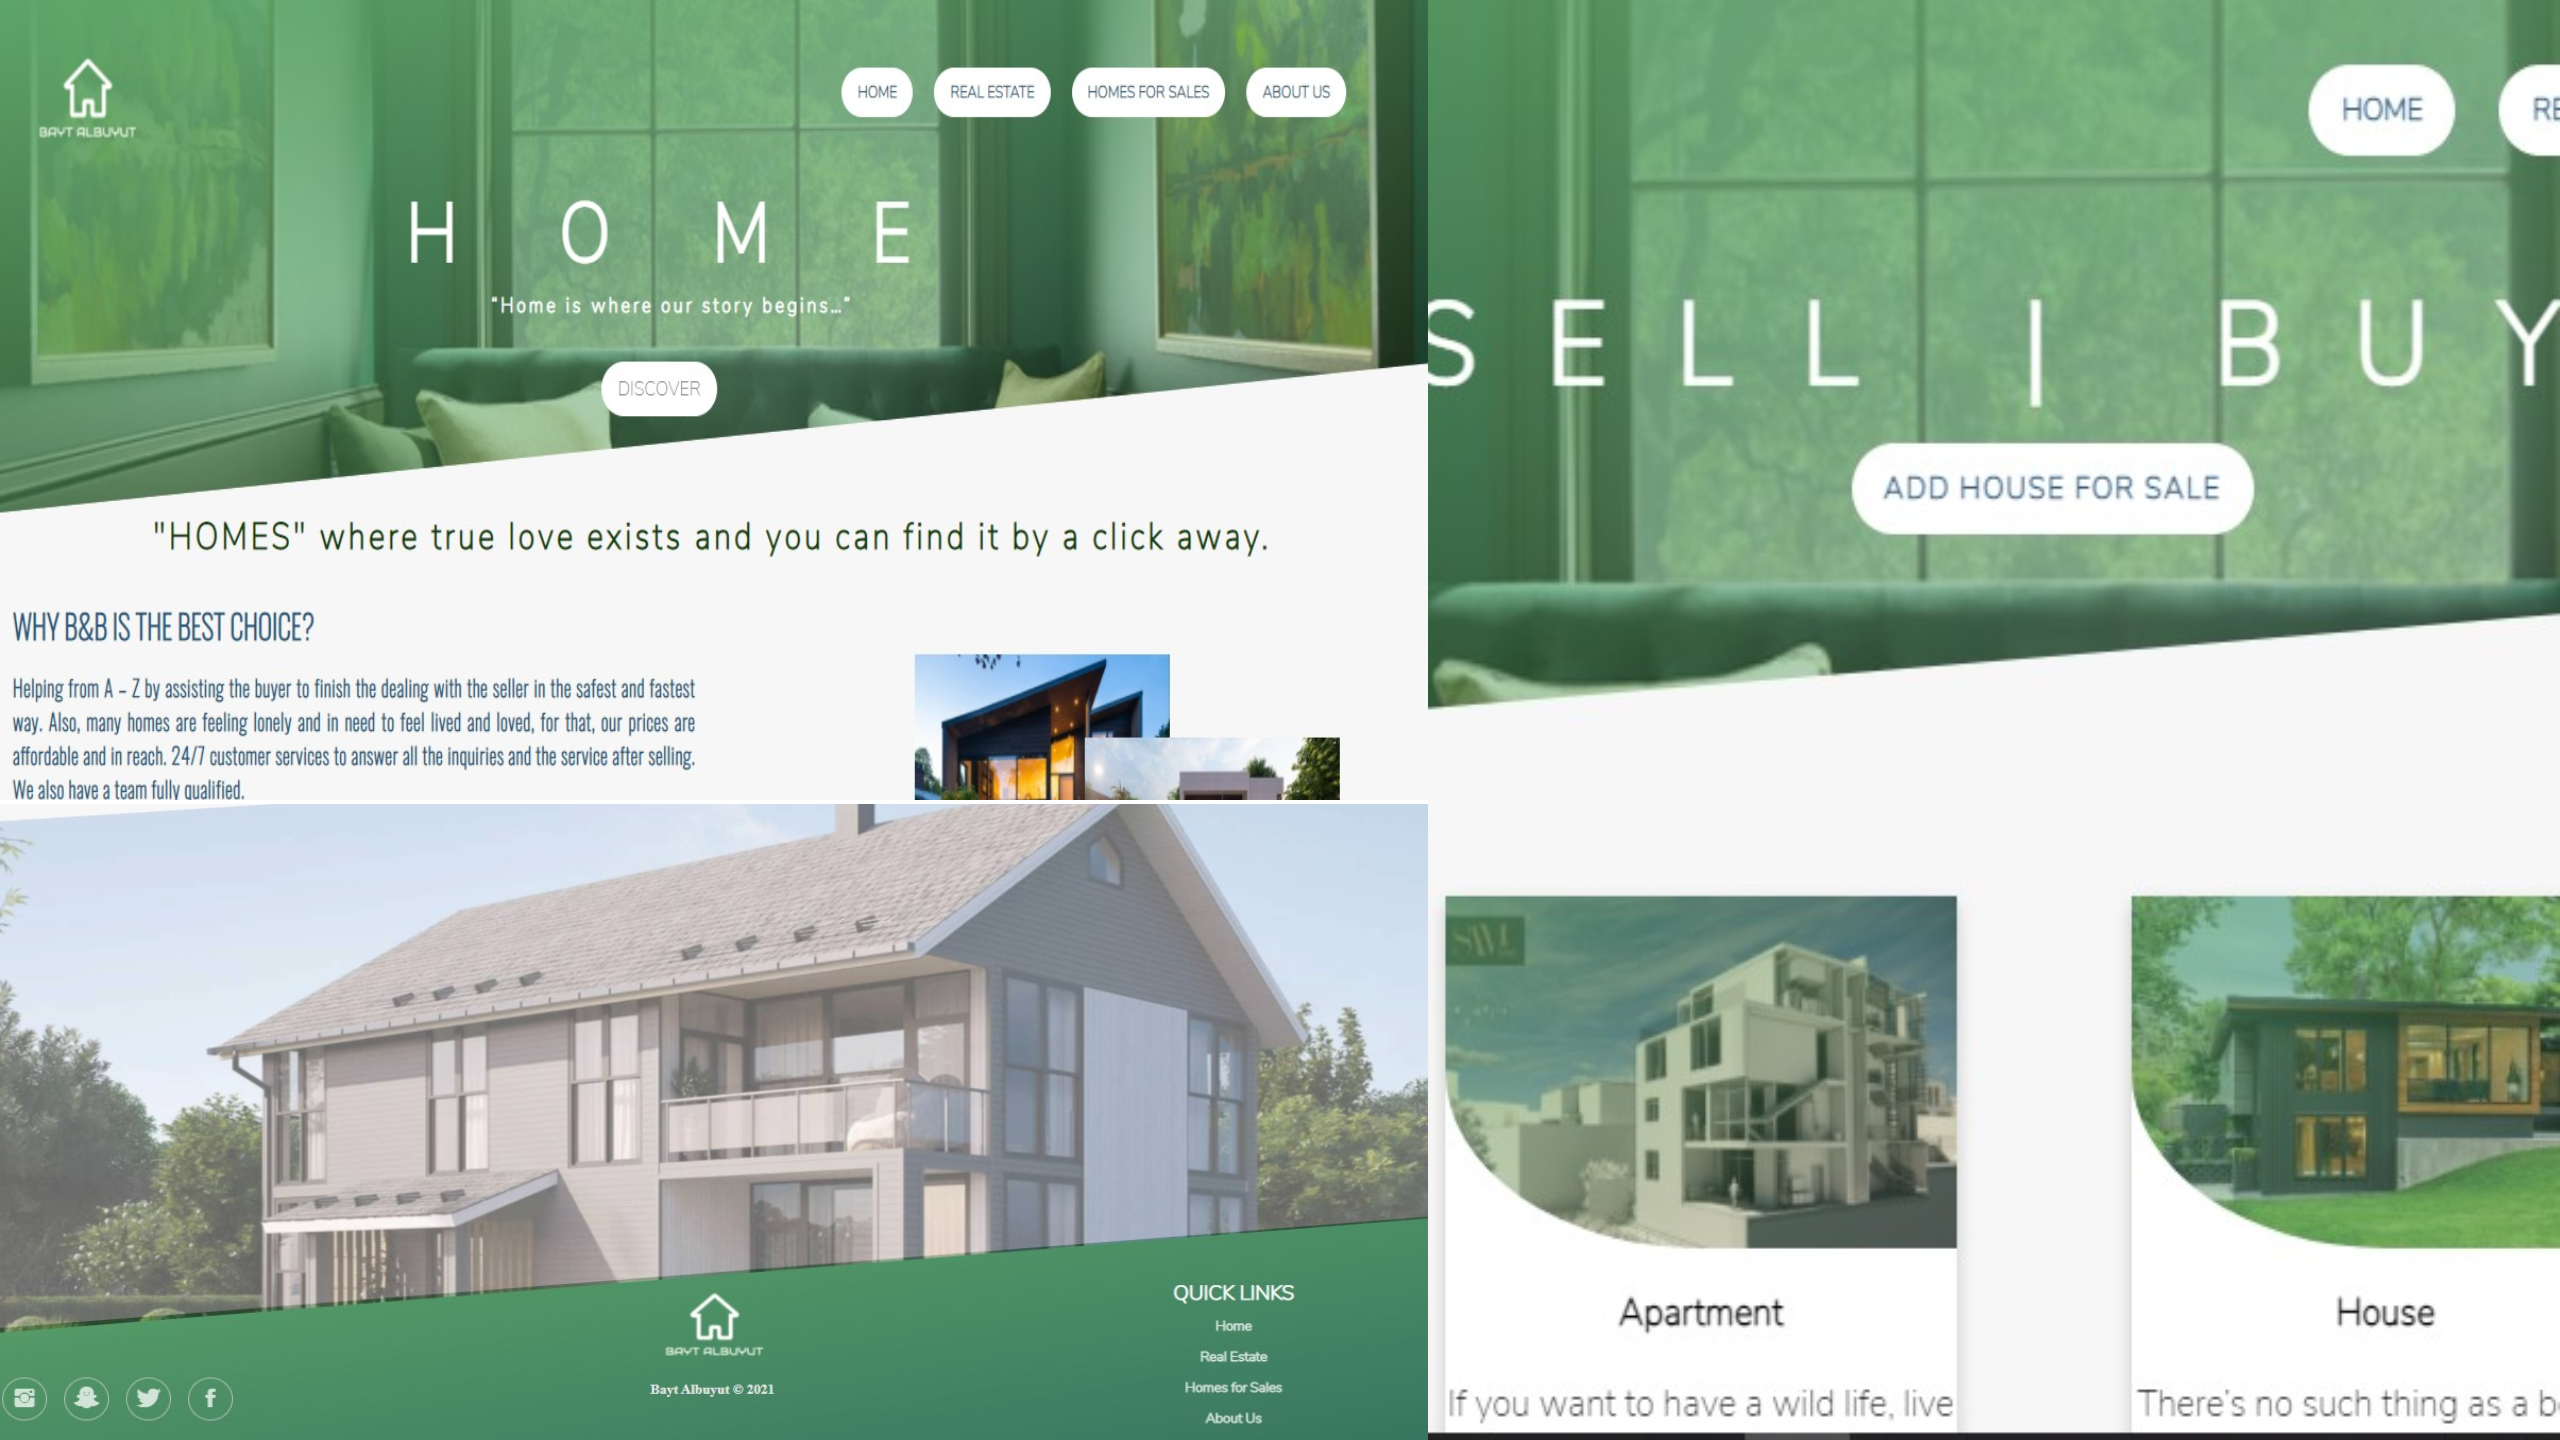 BAYT ALBUYUT
HOME
REAL ESTATE
HOMES FOR SALES
ABOUT US
H O M E
"Home is where our story begins..."
DISCOVER
"HOMES" where true love exists and you can find it by a click away.
WHY B&B IS THE BEST CHOICE?
Helping from A – Z by assisting the buyer to finish the dealing with the seller in the safest and fastest
way. Also, many homes are feeling lonely and in need to feel lived and loved, for that, our prices are
affordable and in reach. 24/7 customer services to answer all the inquiries and the service after selling.
We also have a team fully qualified.
BAYT ALBUYUT
Bayt Albuyut © 2021
QUICK LINKS
Home
Real Estate
Homes for Sales
About Us
HOME
RE
SELL | BUY
ADD HOUSE FOR SALE
Apartment
If you want to have a wild life, live
House
There's no such thing as a